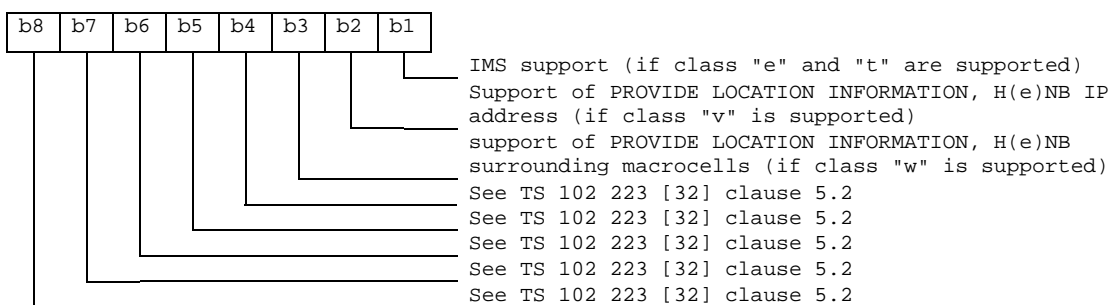 b8 b7 b6 b5 b4 b3 b2 b1
IMS support (if class "e" and "t" are supported)
Support of PROVIDE LOCATION INFORMATION, H(e)NB IP
address (if class "v" is supported)
support of PROVIDE LOCATION INFORMATION, H(e)NB
surrounding macrocells (if class "w" is supported)
See TS 102 223 [32] clause 5.2
See TS 102 223 [32] clause 5.2
See TS 102 223 [32] clause 5.2
See TS 102 223 [32] clause 5.2
See TS 102 223 [32] clause 5.2